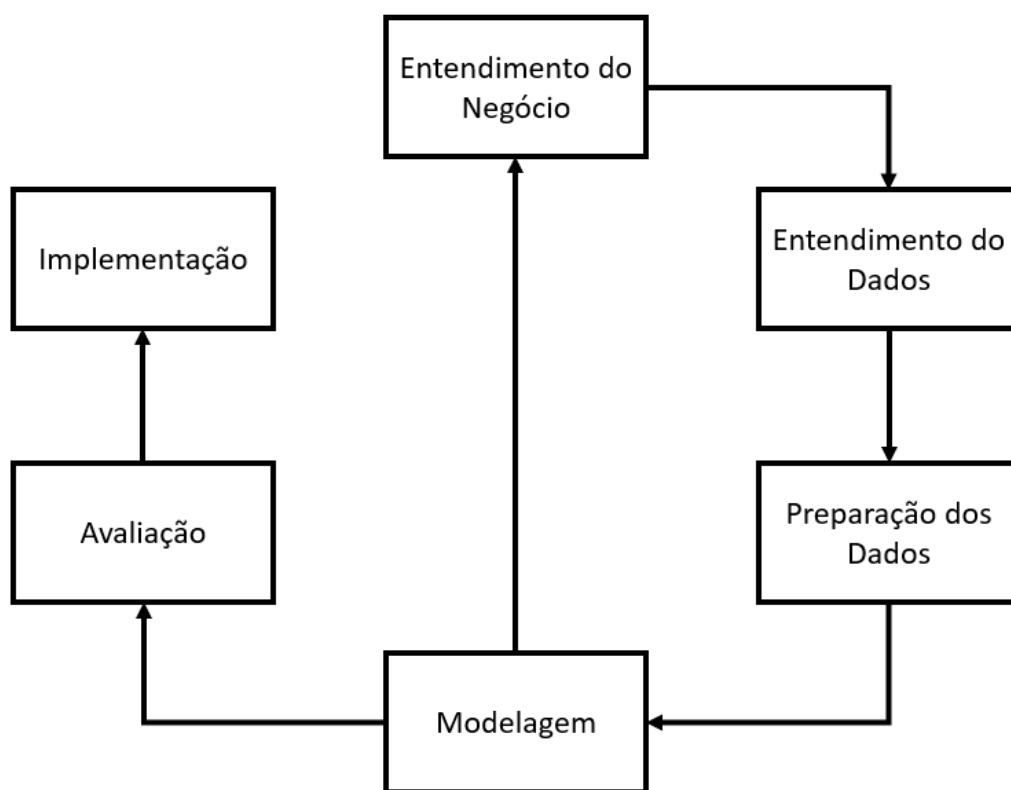 Entendimento do
Negócio
Entendimento do
Dados
Preparação dos
Dados
Modelagem
Avaliação
Implementação